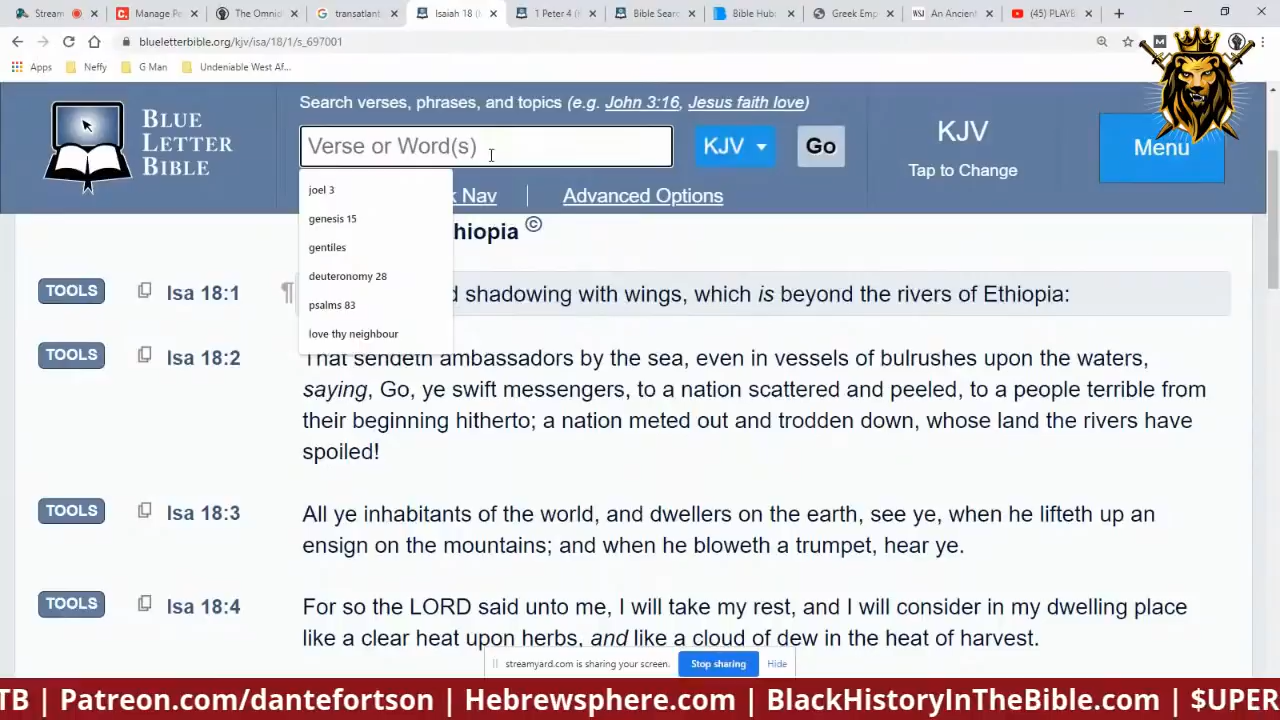 Stream
Manage Pe
The Omnid
transatlant
Isaiah 18 (
1 Peter 4 (K
Bible Sear
Bible Hub
Greek Emp
An Ancien
(45) PLAYB
blueletterbible.org/kjv/isa/18/1/s_697001
Apps
Neffy
G Man
Undeniable West Af...
Search verses, phrases, and topics (e.g. John 3:16, Jesus faith love)
BLUE
LETTER
BIBLE
Verse or Word(s)
KJV
Go
KJV
Tap to Change
Menu
joel 3
genesis 15
gentiles
deuteronomy 28
psalms 83
love thy neighbour
k Nav
Advanced Options
hiopia ©
TOOLS Isa 18:1 ¶ d shadowing with wings, which is beyond the rivers of Ethiopia:
TOOLS Isa 18:2 That sendeth ambassadors by the sea, even in vessels of bulrushes upon the waters,
saying, Go, ye swift messengers, to a nation scattered and peeled, to a people terrible from
their beginning hitherto; a nation meted out and trodden down, whose land the rivers have
spoiled!
TOOLS Isa 18:3 All ye inhabitants of the world, and dwellers on the earth, see ye, when he lifteth up an
ensign on the mountains; and when he bloweth a trumpet, hear ye.
TOOLS Isa 18:4 For so the LORD said unto me, I will take my rest, and I will consider in my dwelling place
like a clear heat upon herbs, and like a cloud of dew in the heat of harvest.
streamyard.com is sharing your screen.
Stop sharing
Hide
TB | Patreon.com/dantefortson | Hebrewsphere.com | BlackHistoryInTheBible.com | $UPER